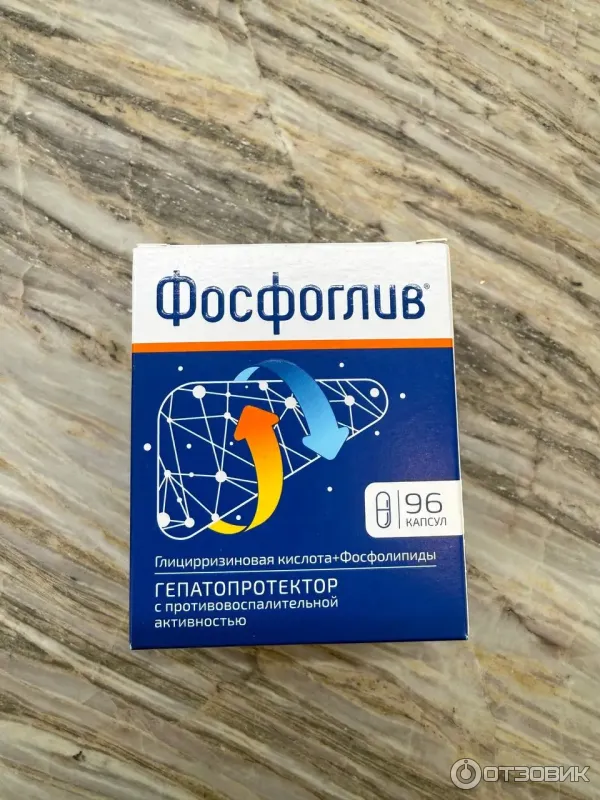 Фосфоглив®
96
КАПСУЛ
Глицирризиновая кислота+Фосфолипиды
ГЕПАТОПРОТЕКТОР
с противовоспалительной
активностью
ОТЗОВИК